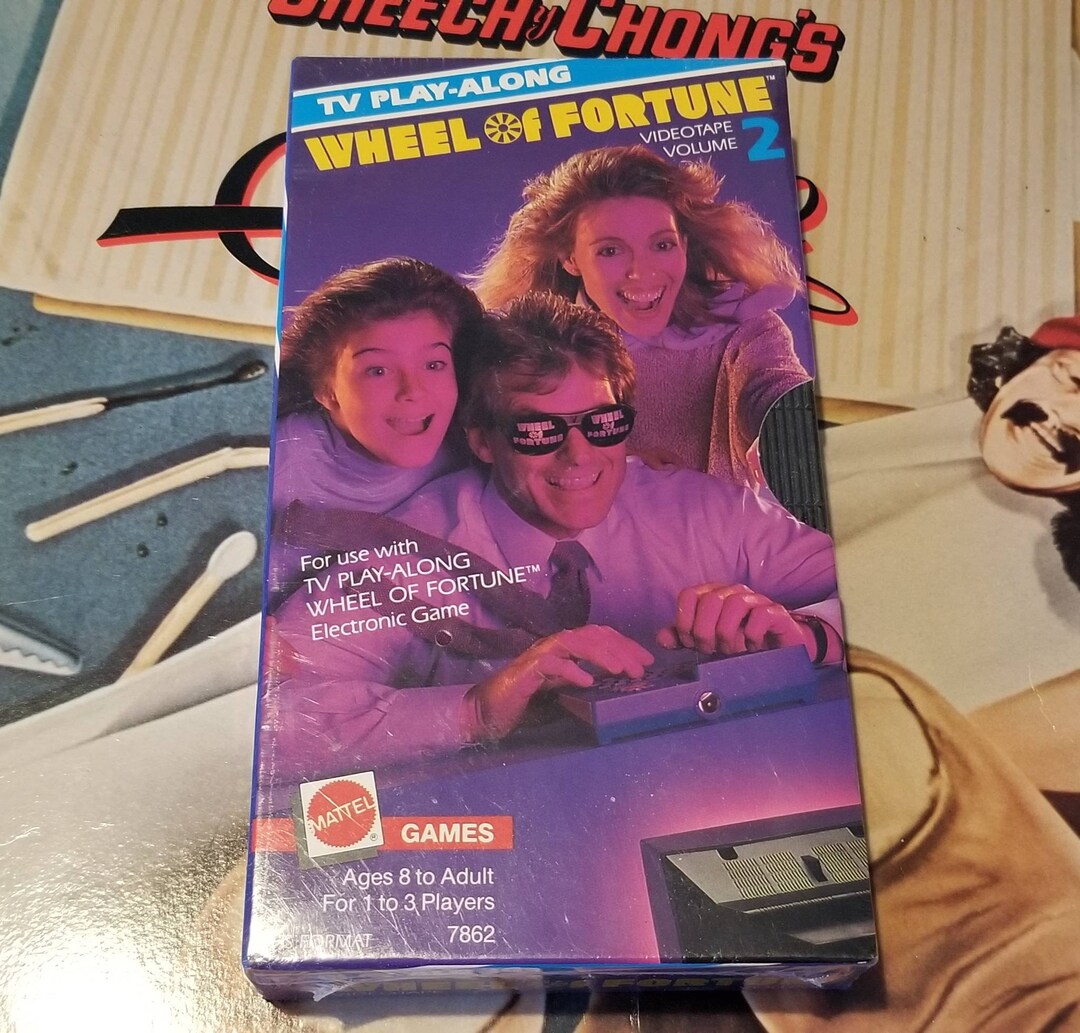 CHEECH y CHONG'S
TV PLAY-ALONG
WHEEL OF FORTUNE™
VIDEOTAPE
VOLUME 2
WHEEL
OF
FORTUNE
WHEEL
OF
FORTUNE
For use with
TV PLAY-ALONG
WHEEL OF FORTUNE™
Electronic Game
MATTEL®
GAMES
Ages 8 to Adult
For 1 to 3 Players
7862
FORMAT
WHEEL OF FORTUNE